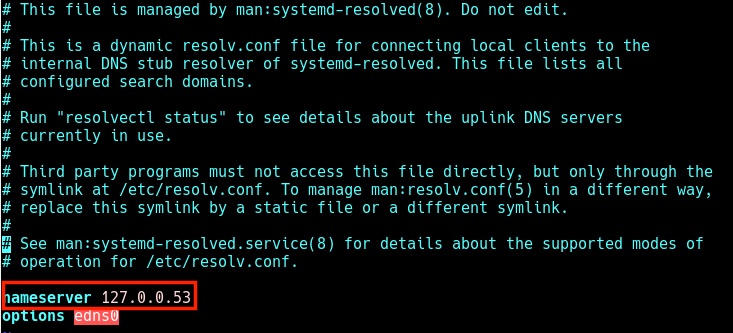 # This file is managed by man:systemd-resolved(8). Do not edit.
#
# This is a dynamic resolv.conf file for connecting local clients to the
# internal DNS stub resolver of systemd-resolved. This file lists all
# configured search domains.
#
# Run "resolvectl status" to see details about the uplink DNS servers
# currently in use.
#
# Third party programs must not access this file directly, but only through the
# symlink at /etc/resolv.conf. To manage man:resolv.conf(5) in a different way,
# replace this symlink by a static file or a different symlink.
#
# See man:systemd-resolved.service(8) for details about the supported modes of
# operation for /etc/resolv.conf.
nameserver 127.0.0.53
options edns0